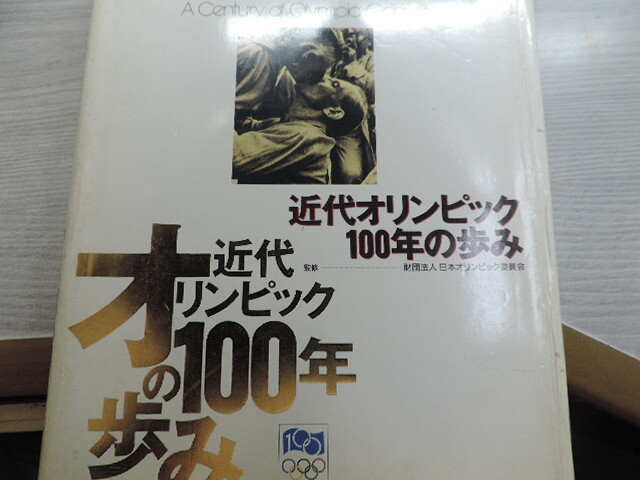 A Century of Olympic
近代オリンピック
100年の歩み
監修 財団法人 日本オリンピック委員会
近代
オリンピック
100年
の歩み
100